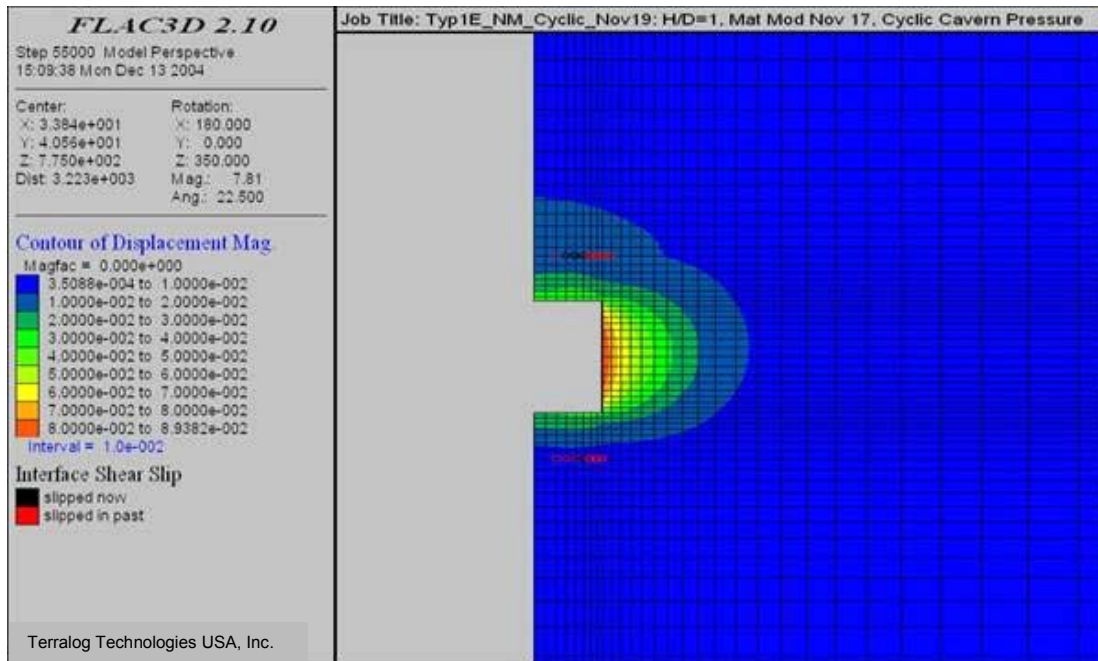 FLAC3D 2.10
Step 55000 Model Perspective
15:09:38 Mon Dec 13 2004
Center:
X: 3.384e+001
Y: 4.056e+001
Z: 7.750e+002
Dist: 3.223e+003
Rotation:
X: 180.000
Y: 0.000
Z: 350.000
Mag.: 7.81
Ang.: 22.500
Contour of Displacement Mag.
Magfac = 0.000e+000
3.5088e-004 to 1.0000e-002
1.0000e-002 to 2.0000e-002
2.0000e-002 to 3.0000e-002
3.0000e-002 to 4.0000e-002
4.0000e-002 to 5.0000e-002
5.0000e-002 to 6.0000e-002
6.0000e-002 to 7.0000e-002
7.0000e-002 to 8.0000e-002
8.0000e-002 to 8.9382e-002
Interval = 1.0e-002
Interface Shear Slip
slipped now
slipped in past
Terralog Technologies USA, Inc.
Job Title: Typ1E_NM_Cyclic_Nov19: H/D=1, Mat Mod Nov 17, Cyclic Cavern Pressure